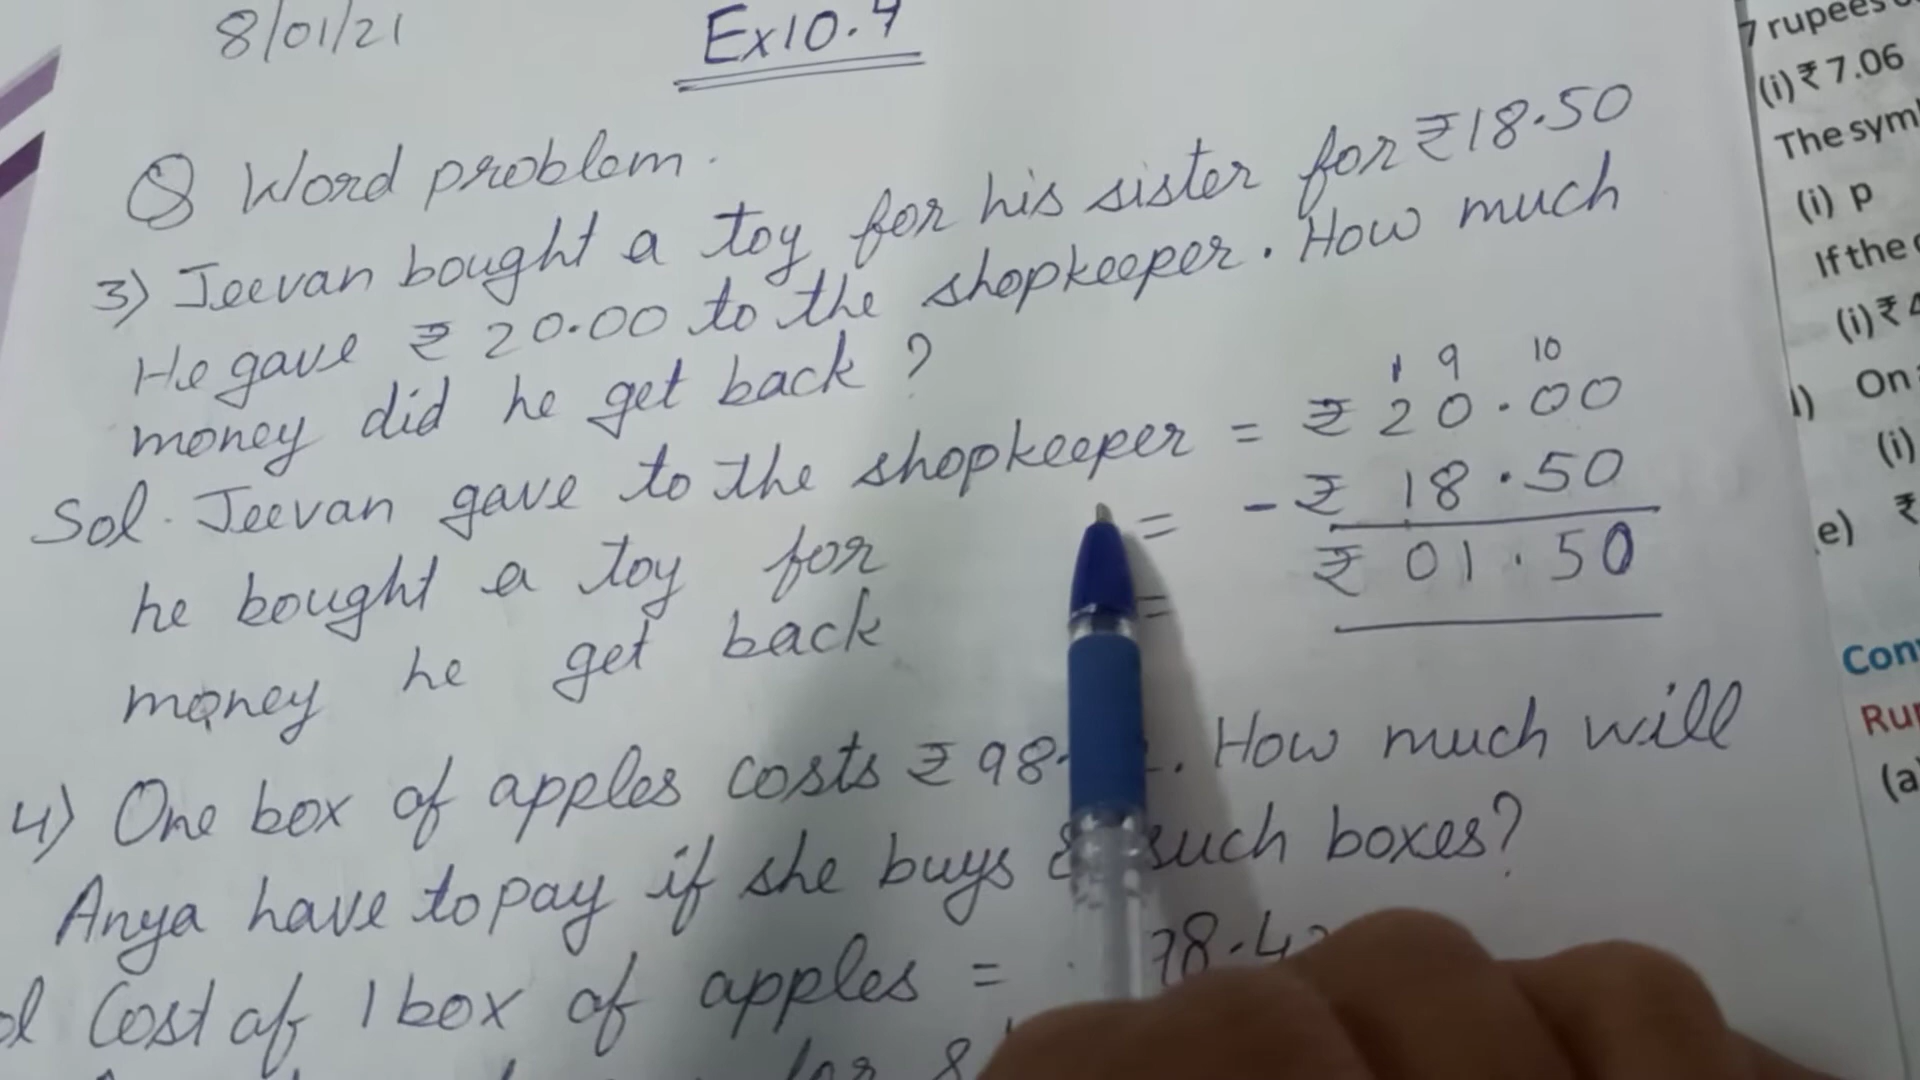 8/01/21
Ex10.4
Q Word problem.
3) Jeevan bought a toy for his sister for ₹18.50
He gave ₹ 20.00 to the shopkeeper. How much
money did he get back?
1 9 10
Sol. Jeevan gave to the shopkeeper = ₹ 20.00
he bought a toy for = - ₹ 18.50
money he get back = ₹ 01.50
4) One box of apples costs ₹ 98. How much will
Anya have to pay if she buys such boxes?
Cost of 1 box of apples =
for 8
7 rupees
(i) ₹ 7.06
The
(i) p
If the
(i) ₹
On
(i)
e) ₹
(a)